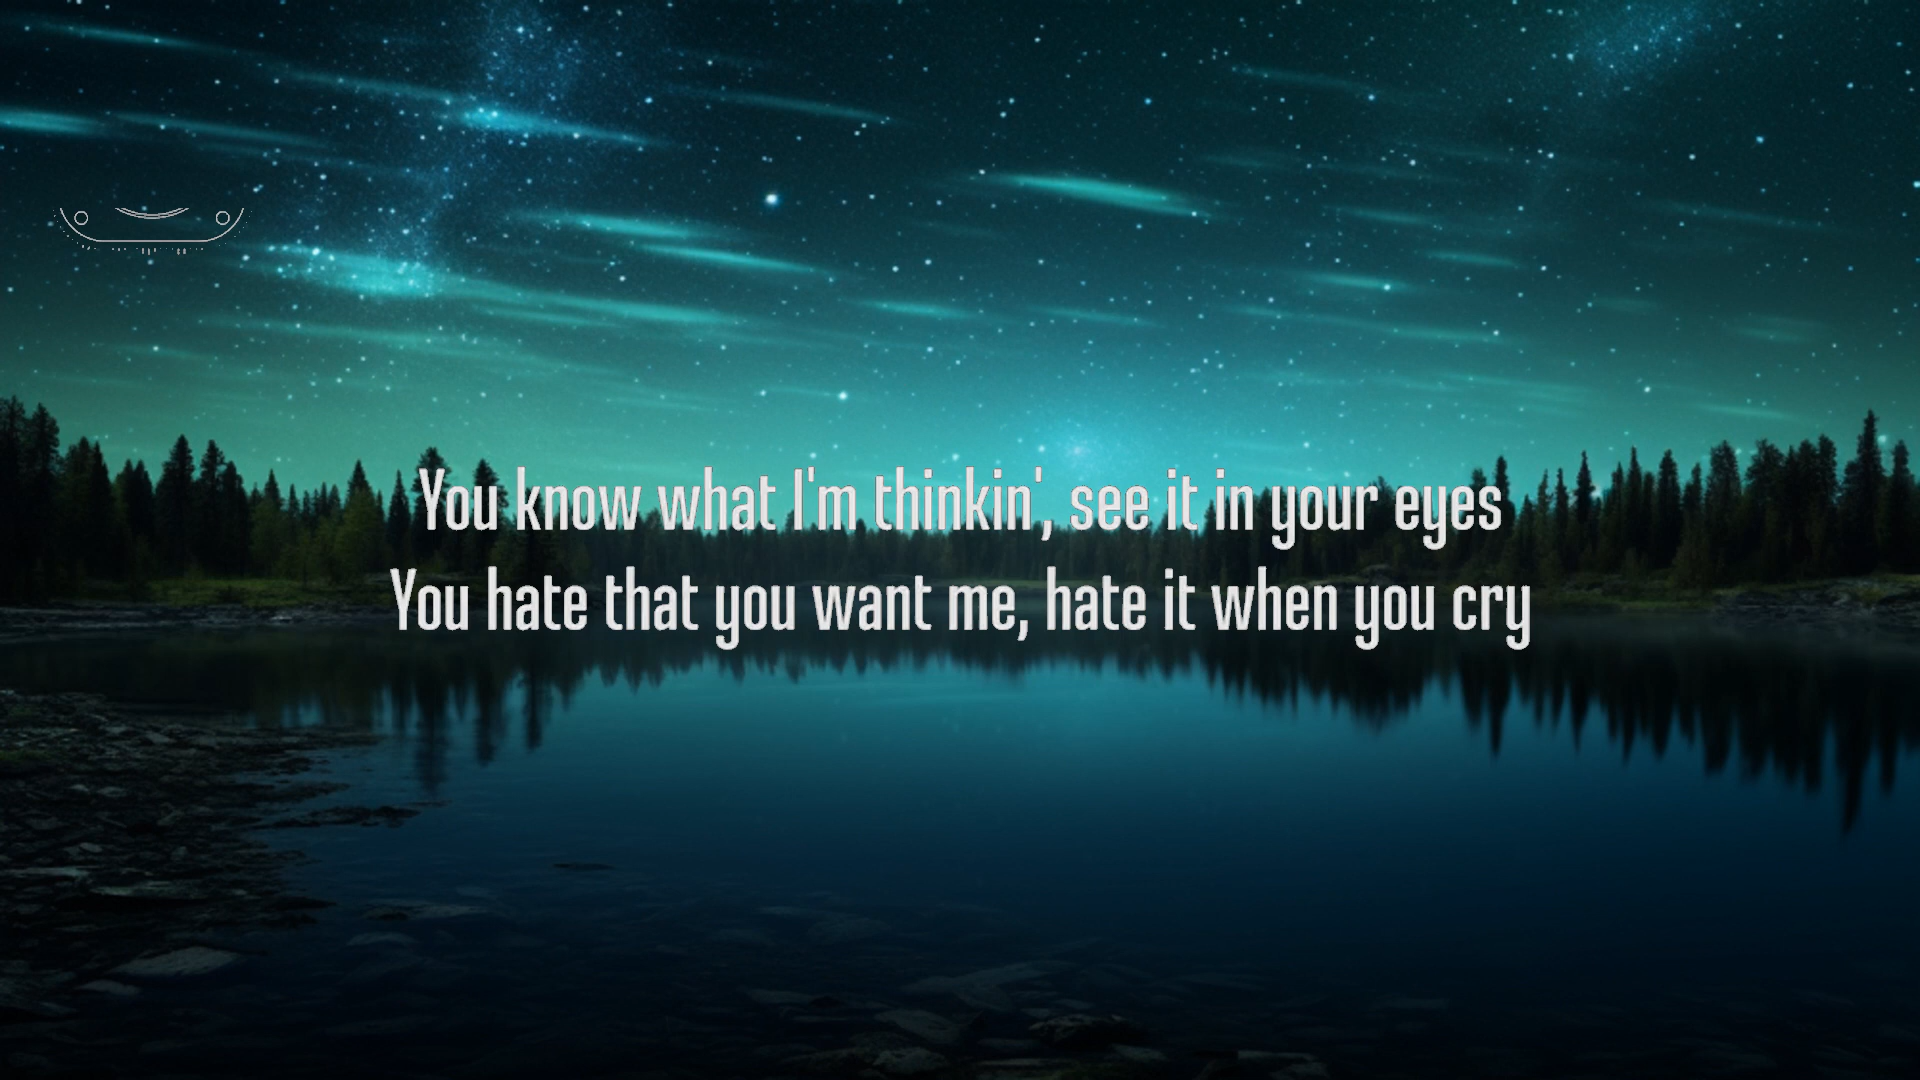 You know what I'm thinkin', see it in your eyes
You hate that you want me, hate it when you cry